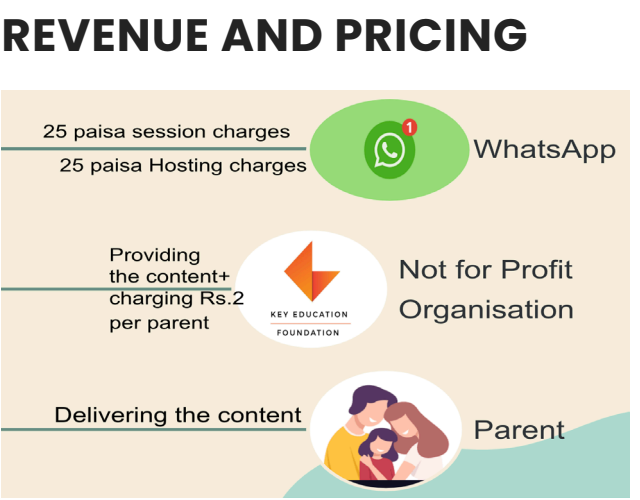 REVENUE AND PRICING
25 paisa session charges
25 paisa Hosting charges
1
WhatsApp
Providing
the content+
charging Rs.2
per parent
KEY EDUCATION
FOUNDATION
Not for Profit
Organisation
Delivering the content
Parent